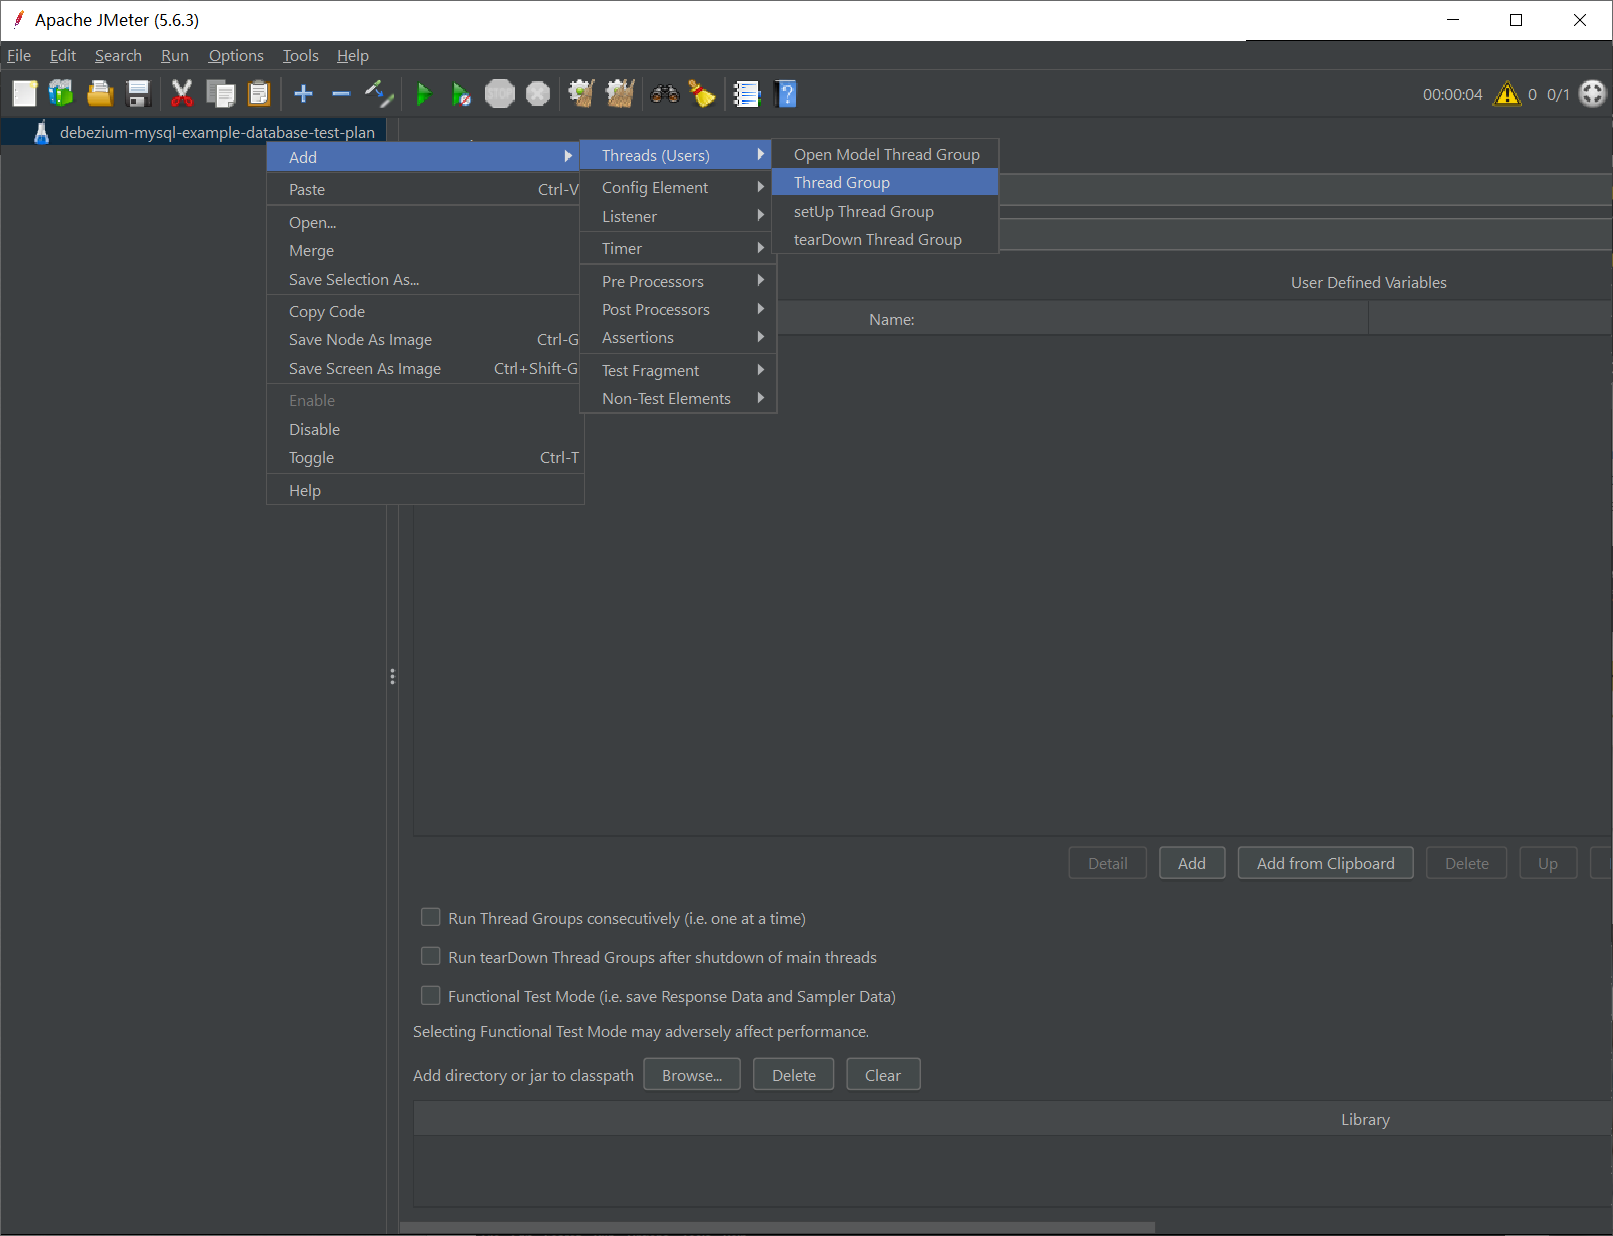 Apache JMeter (5.6.3)
File Edit Search Run Options Tools Help
STOP
00:00:04 0 0/1
debezium-mysql-example-database-test-plan
Add
Paste Ctrl-V
Open...
Merge
Save Selection As...
Copy Code
Save Node As Image Ctrl-G
Save Screen As Image Ctrl+Shift-G
Enable
Disable
Toggle Ctrl-T
Help
Threads (Users)
Config Element
Listener
Timer
Pre Processors
Post Processors
Assertions
Test Fragment
Non-Test Elements
Open Model Thread Group
Thread Group
setUp Thread Group
tearDown Thread Group
User Defined Variables
Name:
Detail Add Add from Clipboard Delete Up
Run Thread Groups consecutively (i.e. one at a time)
Run tearDown Thread Groups after shutdown of main threads
Functional Test Mode (i.e. save Response Data and Sampler Data)
Selecting Functional Test Mode may adversely affect performance.
Add directory or jar to classpath Browse... Delete Clear
Library